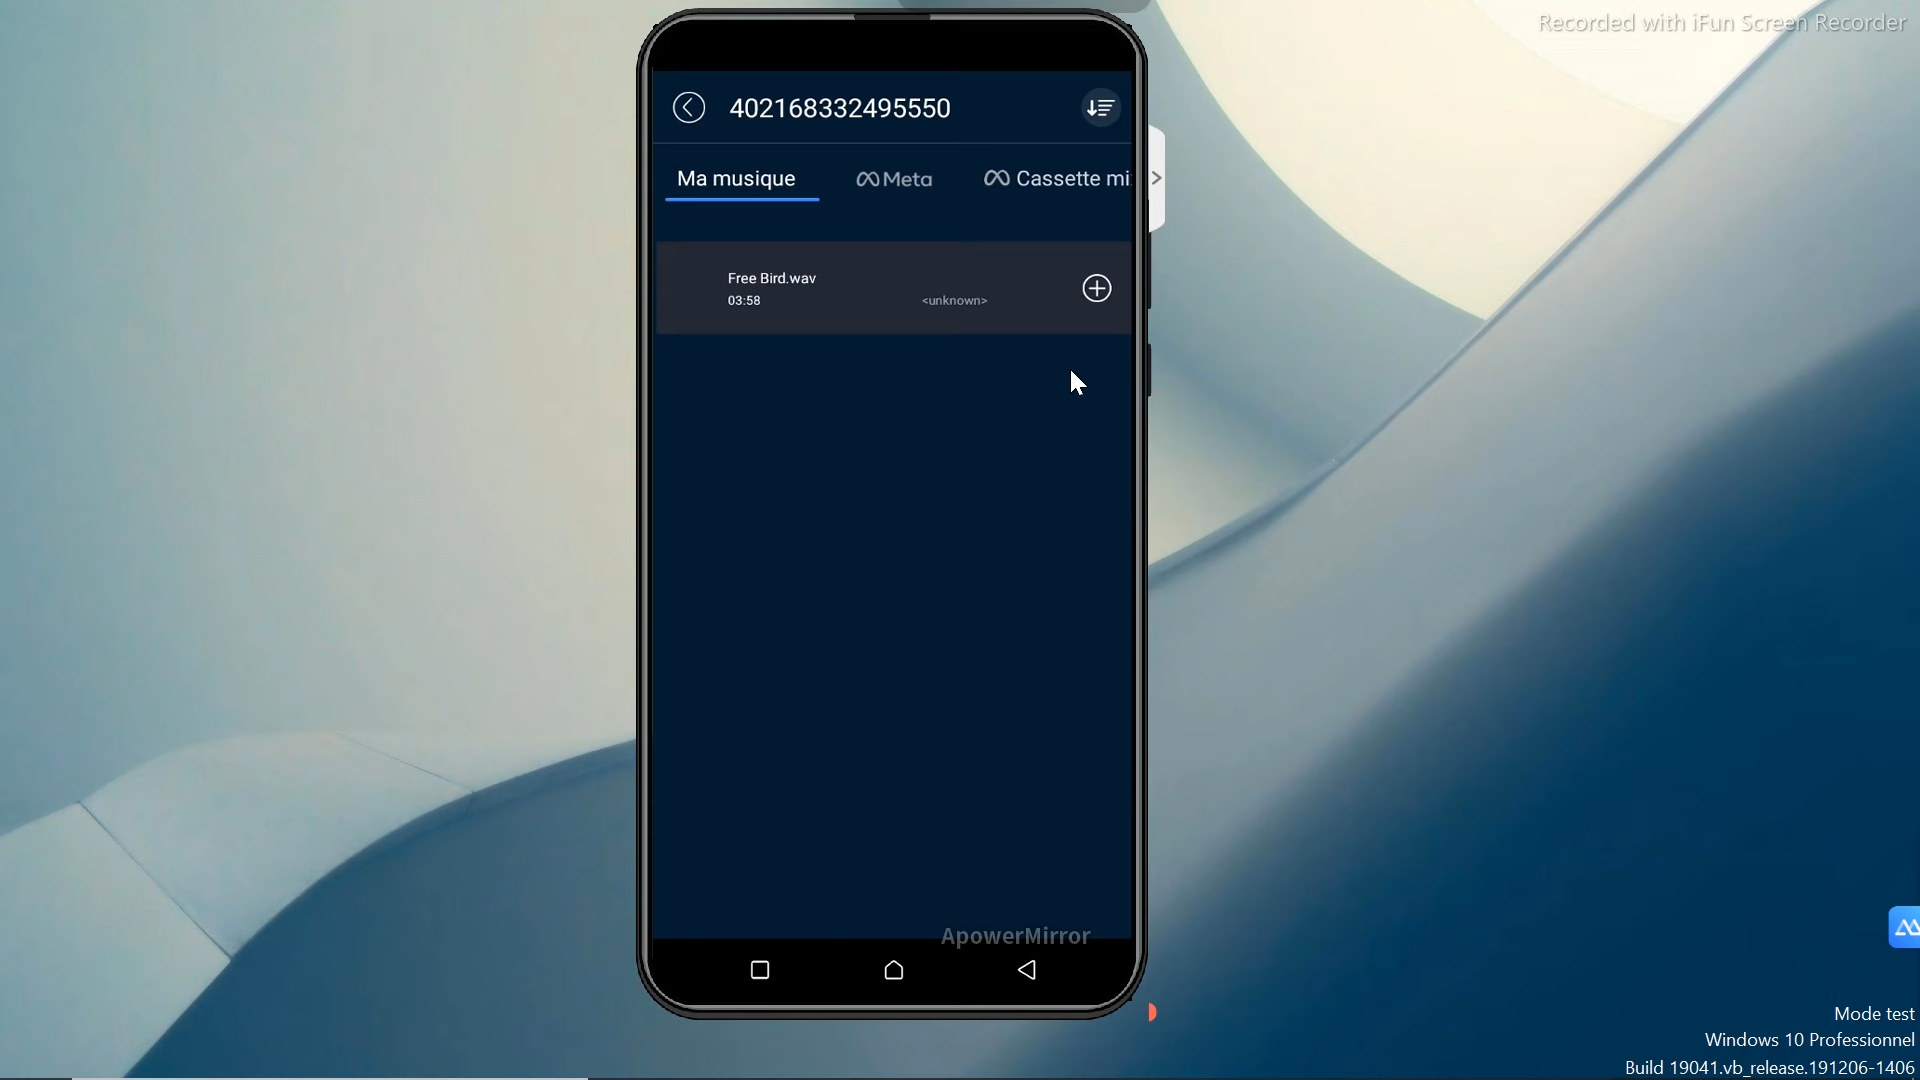 Recorded with iFun Screen Recorder
402168332495550
Ma musique
Meta
Cassette mi
Free Bird.wav
03:58
<unknown>
ApowerMirror
Mode test
Windows 10 Professionnel
Build 19041.vb_release.191206-1406